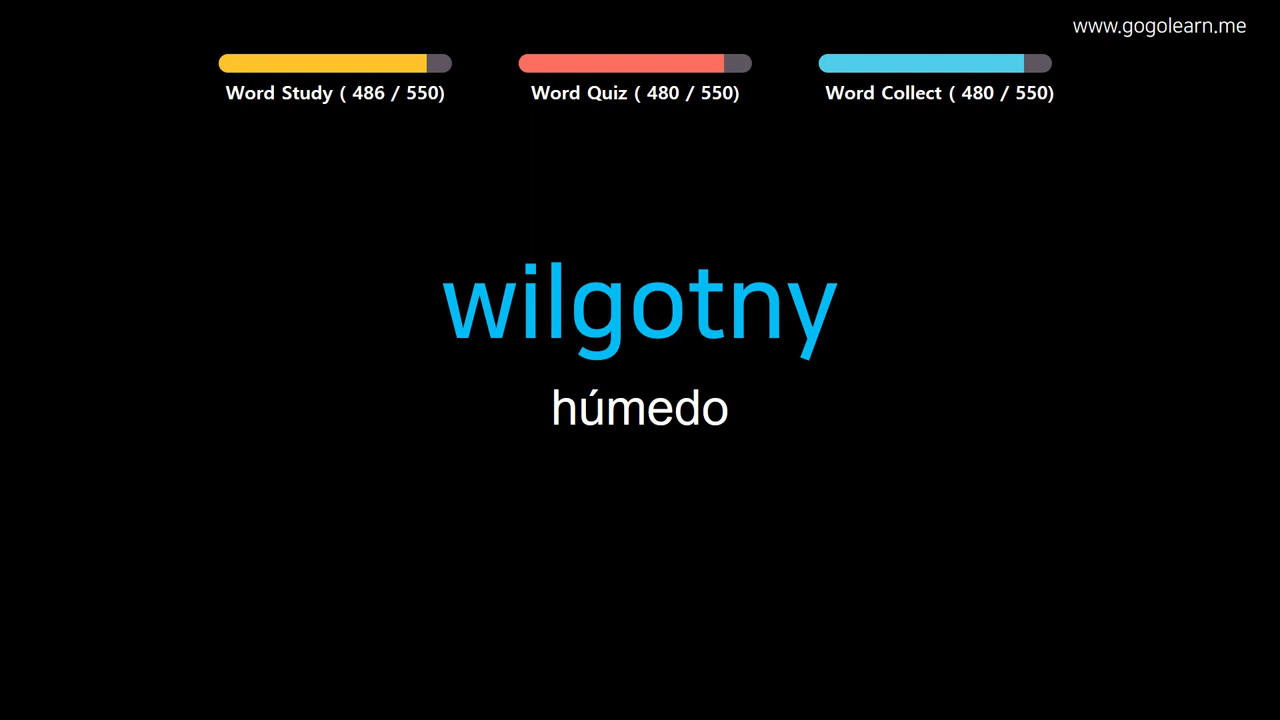 www.gogolearn.me
Word Study ( 486 / 550)
Word Quiz ( 480 / 550)
Word Collect ( 480 / 550)
wilgotny
húmedo